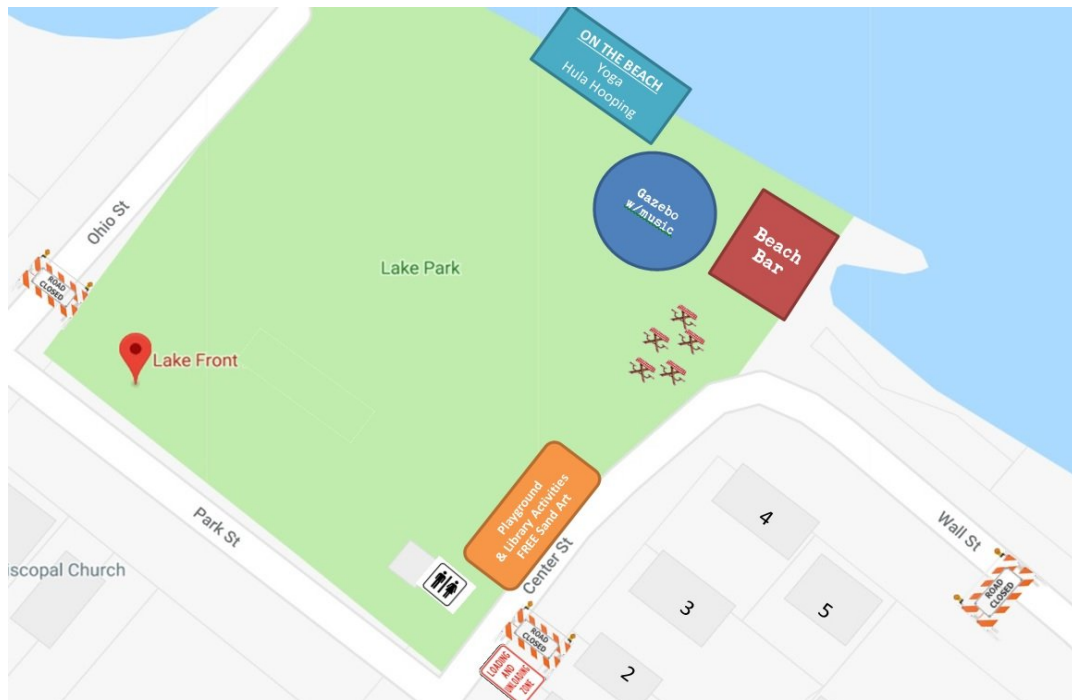 ON THE BEACH
Yoga
Hula Hooping
Gazebo
w/music
Beach
Bar
Ohio St
ROAD
CLOSED
Lake Park
Lake Front
Playground
& Library Activities
FREE Sand Art
Park St
Center St
Wall St
iscopal Church
4
3
5
2
ROAD
CLOSED
ROAD
CLOSED
LOADING
AND
UNLOADING
ZONE